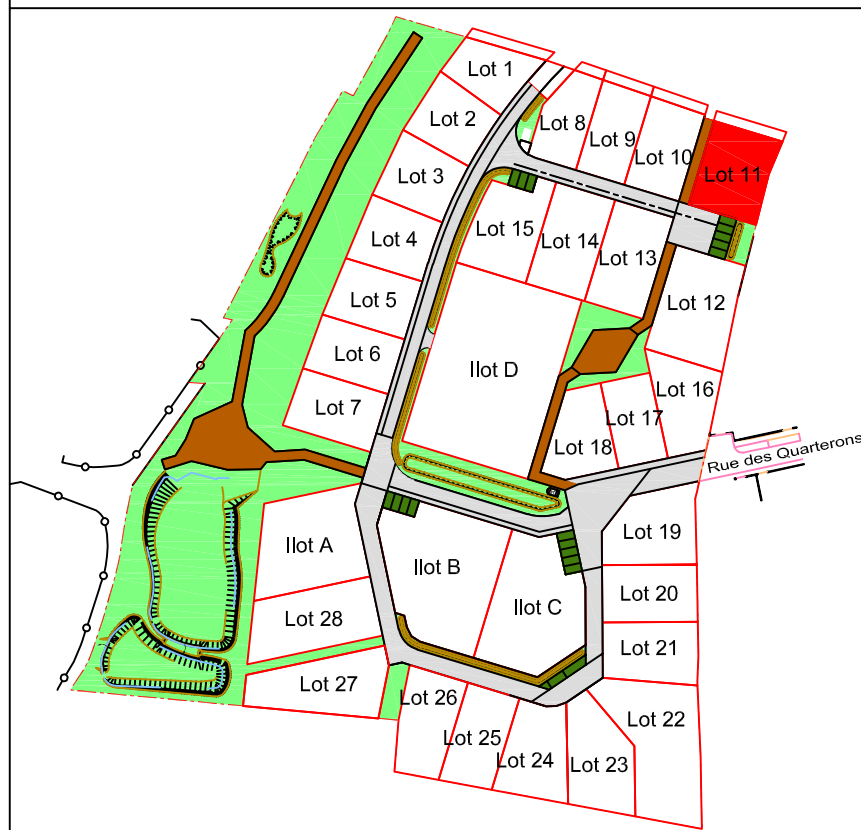 Lot 1
Lot 2
Lot 8
Lot 9
Lot 10
Lot 11
Lot 3
Lot 4
Lot 15
Lot 14
Lot 13
Lot 5
Lot 12
Lot 6
Ilot D
Lot 7
Lot 16
Lot 17
Lot 18
Rue des Quarterons
Ilot A
Ilot B
Ilot C
Lot 19
Lot 20
Lot 28
Lot 21
Lot 27
Lot 26
Lot 25
Lot 24
Lot 23
Lot 22